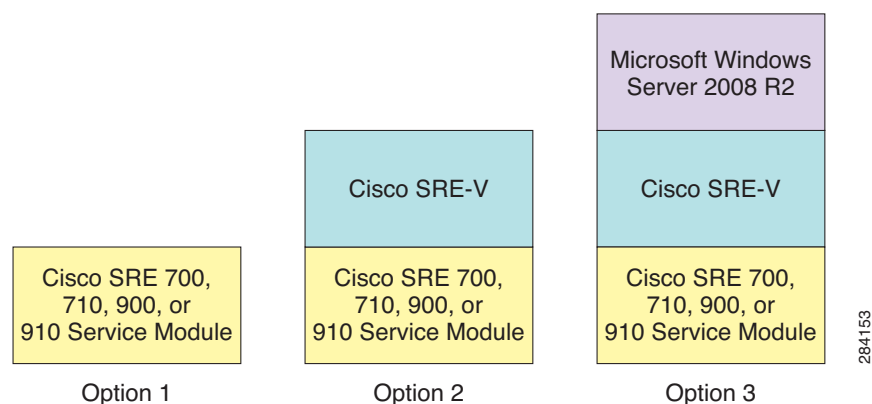 Cisco SRE 700,
710, 900, or
910 Service Module
Option 1
Cisco SRE-V
Cisco SRE 700,
710, 900, or
910 Service Module
Option 2
Microsoft Windows
Server 2008 R2
Cisco SRE-V
Cisco SRE 700,
710, 900, or
910 Service Module
Option 3
284153